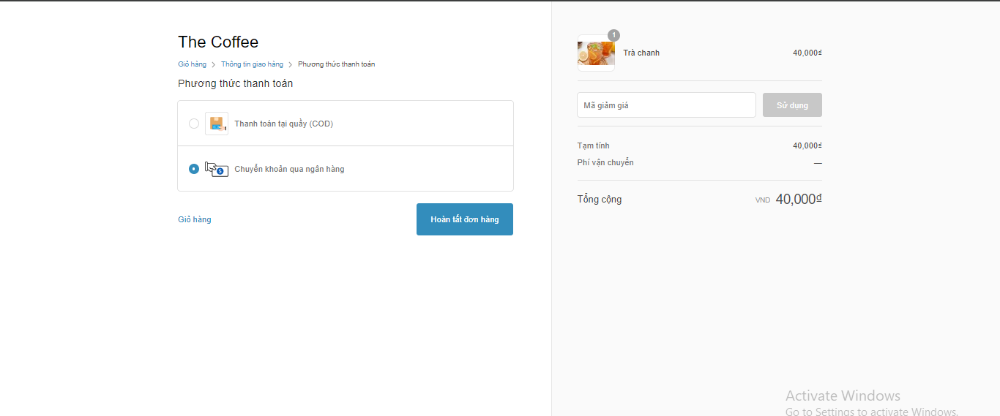 The Coffee
Giỏ hàng > Thông tin giao hàng > Phương thức thanh toán
Phương thức thanh toán
Thanh toán tại quầy (COD)
Chuyển khoản qua ngân hàng
Giỏ hàng
Hoàn tất đơn hàng
1
Trà chanh 40,000₫
Mã giảm giá Sử dụng
Tạm tính 40,000₫
Phí vận chuyển —
Tổng cộng VND 40,000₫
Activate Windows
Go to Settings to activate Windows.